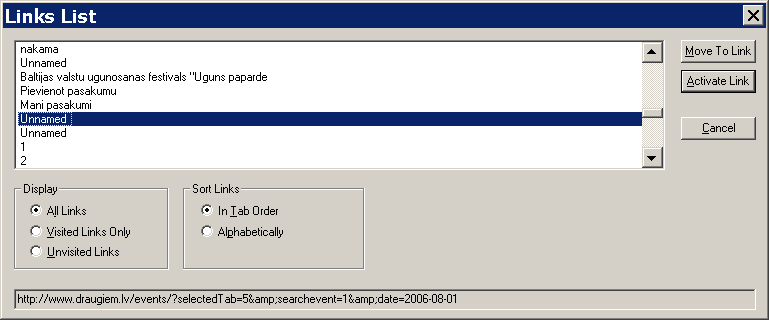 Links List
nakama
Unnamed
Baltijas valstu ugunosanas festivals "Uguns paparde
Pievienot pasakumu
Mani pasakumi
Unnamed
Unnamed
1
2
Move To Link
Activate Link
Cancel
Display
All Links
Visited Links Only
Unvisited Links
Sort Links
In Tab Order
Alphabetically
http://www.draugiem.lv/events/?selectedTab=5&amp;searchevent=1&amp;date=2006-08-01